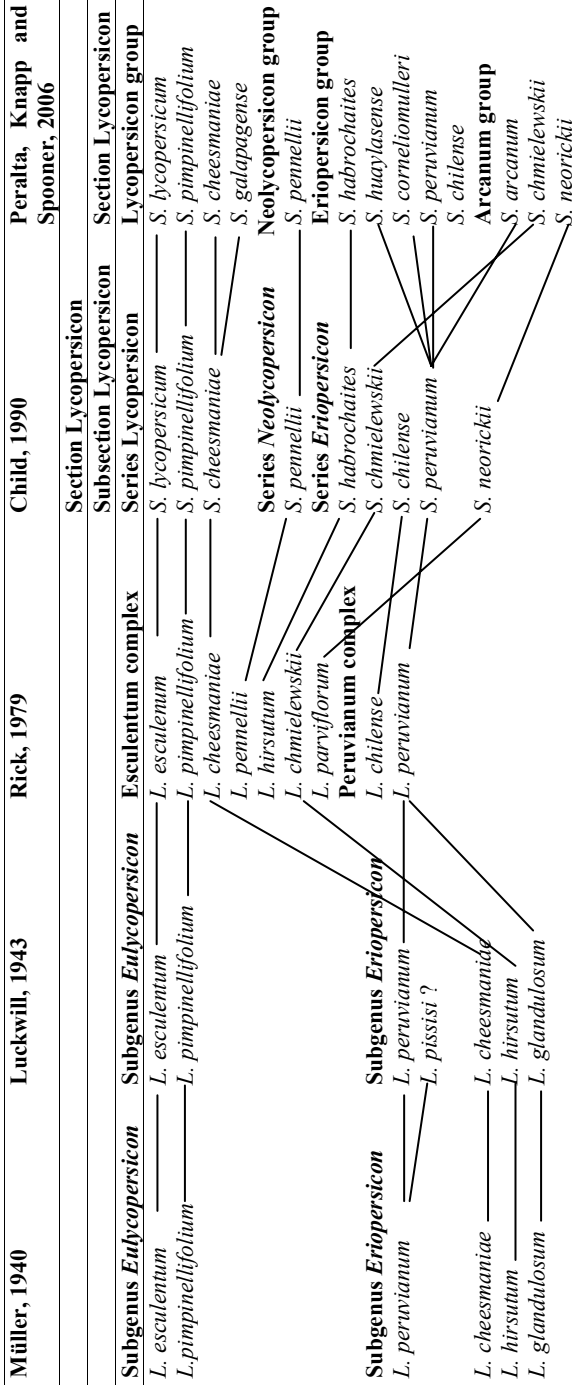 Müller, 1940 Luckwill, 1943 Rick, 1979 Child, 1990 Peralta, Knapp and
Spooner, 2006
Section Lycopersicon
Subsection Lycopersicon Section Lycopersicon
Subgenus Eulycopersicon Subgenus Eulycopersicon Esculentum complex Series Lycopersicon Lycopersicon group
L. esculentum L. esculentum L. esculenum S. lycopersicum S. lycopersicum
L.pimpinellifolium L. pimpinellifolium L. pimpinellifolium S. pimpinellifolium S. pimpinellifolium
L. cheesmaniae S. cheesmaniae S. cheesmaniae
L. pennellii S. galapagense
L. hirsutum Series Neolycopersicon Neolycopersicon group
L. chmielewskii S. pennellii S. pennellii
L. parviflorum Series Eriopersicon Eriopersicon group
Peruvianum complex S. habrochaites S. habrochaites
Subgenus Eriopersicon Subgenus Eriopersicon L. chilense S. chmielewskii S. huaylasense
L. peruvianum L. peruvianum L. peruvianum S. chilense S. corneliomulleri
L. pissisi ? S. peruvianum S. peruvianum
S. chilense
L. cheesmaniae L. cheesmaniae S. neorickii Arcanum group
L. hirsutum L. hirsutum S. arcanum
L. glandulosum L. glandulosum S. chmielewskii
S. neorickii